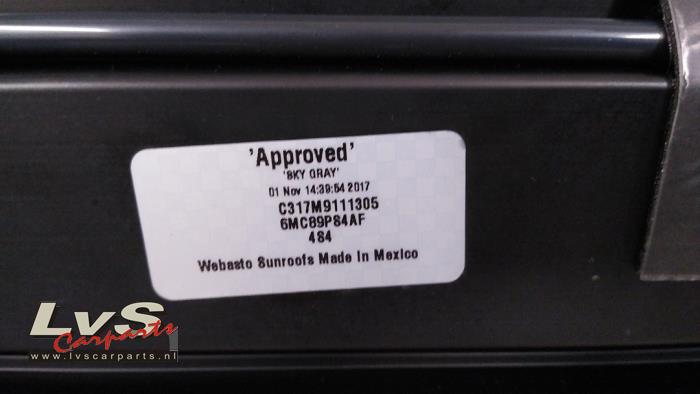 'Approved'
'SKY GRAY'
01 Nov 14:39:54 2017
C317M9111305
6MC89PS4AF
484
Webasto Sunroofs Made In Mexico
LvS
Carparts
www.lvscarparts.nl